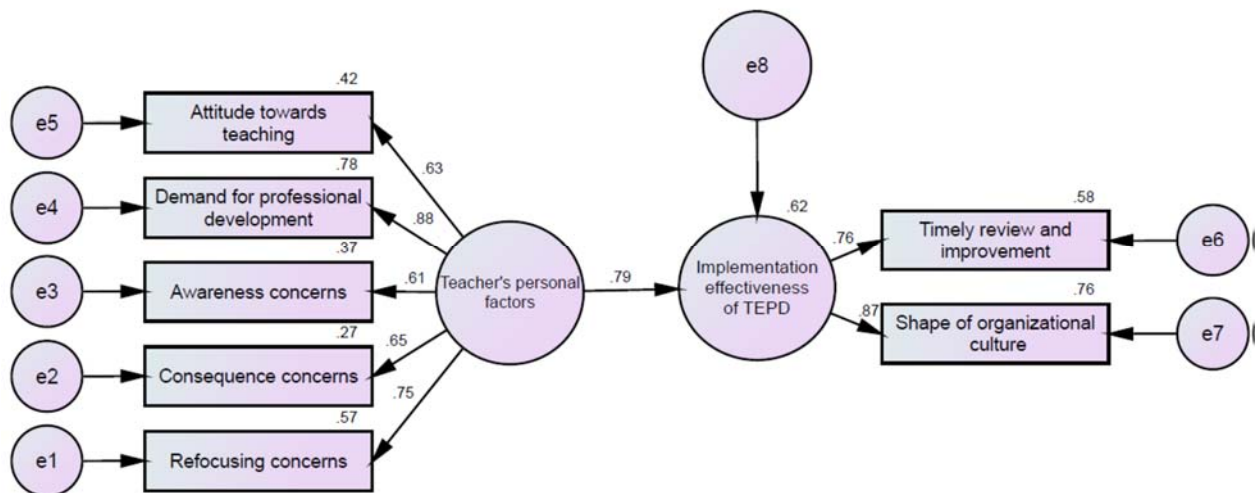 .42
e5
Attitude towards
teaching
.63
.78
e4
Demand for professional
development
.88
.37
e3
Awareness concerns
.61
.27
e2
Consequence concerns
.65
.57
e1
Refocusing concerns
.75
Teacher's personal
factors
.79
e8
.62
Implementation
effectiveness
of TEPD
.76
.58
Timely review and
improvement
e6
.87
.76
Shape of organizational
culture
e7